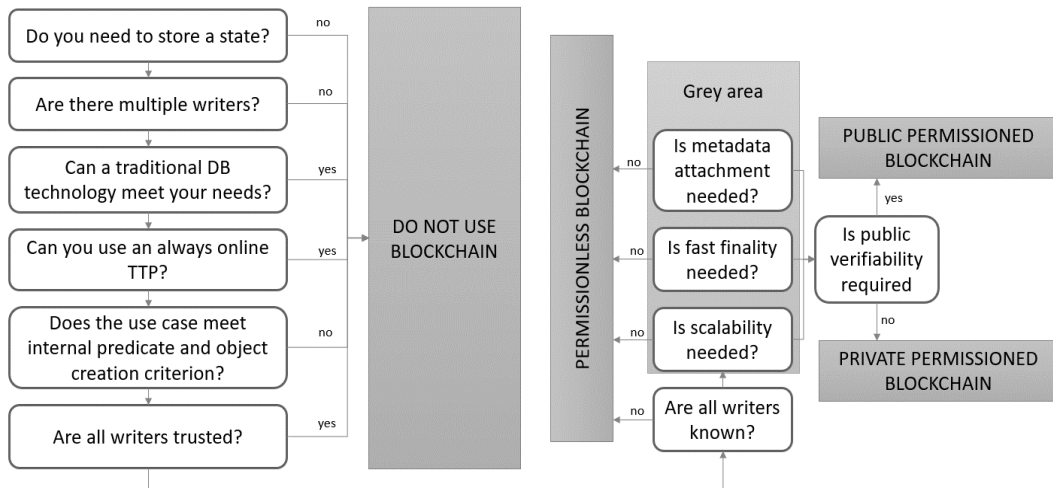 Do you need to store a state?
no
Are there multiple writers?
no
Can a traditional DB
technology meet your needs?
yes
Can you use an always online
TTP?
yes
Does the use case meet
internal predicate and object
creation criterion?
no
Are all writers trusted?
yes
DO NOT USE
BLOCKCHAIN
PERMISSIONLESS BLOCKCHAIN
Grey area
no
Is metadata
attachment
needed?
no
Is fast finality
needed?
no
Is scalability
needed?
no
Are all writers
known?
PUBLIC PERMISSIONED
BLOCKCHAIN
yes
Is public
verifiability
required
no
PRIVATE PERMISSIONED
BLOCKCHAIN